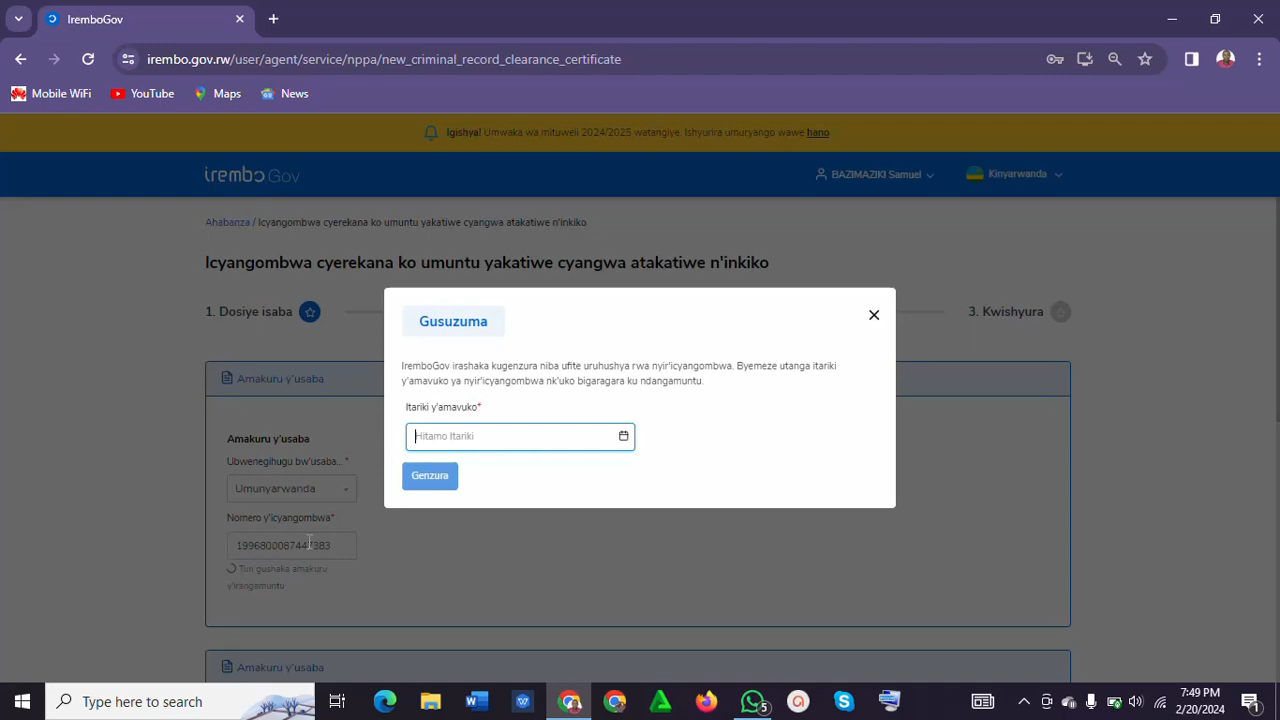 IremboGov
irembo.gov.rw/user/agent/service/nppa/new_criminal_record_clearance_certificate
Mobile WiFi YouTube Maps News
Igishya! Umwaka wa mituweli 2024/2025 watangiye. Ishyurira umuryango wawe hano
irembo Gov BAZIMAZIKI Samuel Kinyarwanda
Ahabanza / Icyangombwa cyerekana ko umuntu yakatiwe cyangwa atakatiwe n'inkiko
Icyangombwa cyerekana ko umuntu yakatiwe cyangwa atakatiwe n'inkiko
1. Dosiye isaba 3. Kwishyura
Gusuzuma
IremboGov irashaka kugenzura niba ufite uruhushya rwa nyir'icyangombwa. Byemeze utanga itariki
y'amavuko ya nyir'icyangombwa nk'uko bigaragara ku ndangamuntu.
Itariki y'amavuko*
Hitamo Itariki
Genzura
Amakuru y'usaba
Amakuru y'usaba
Ubwenegihugu bw'usaba... *
Umunyarwanda
Nomero y'icyangombwa*
Turi gushaka amakuru
y'irangamuntu
Amakuru y'usaba
Type here to search
5
7:49 PM
2/20/2024
1